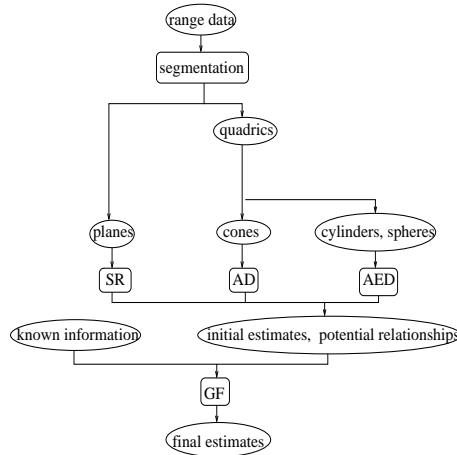 range data
segmentation
quadrics
planes
cones
cylinders, spheres
SR
AD
AED
known information
initial estimates, potential relationships
GF
final estimates